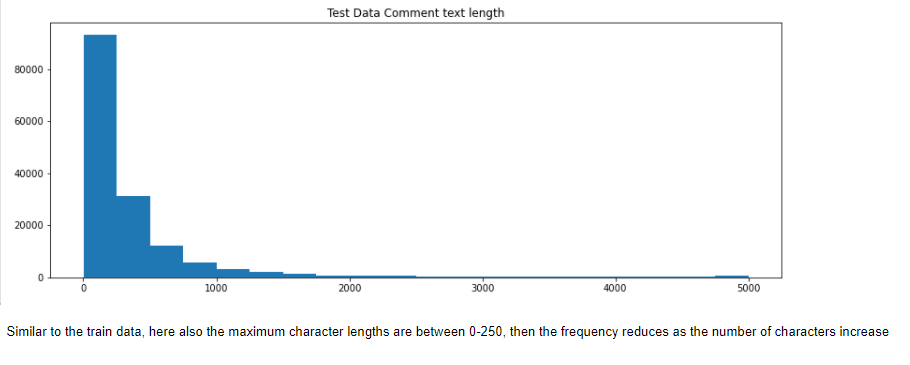 Test Data Comment text length
80000
60000
40000
20000
0
0 1000 2000 3000 4000 5000
Similar to the train data, here also the maximum character lengths are between 0-250, then the frequency reduces as the number of characters increase